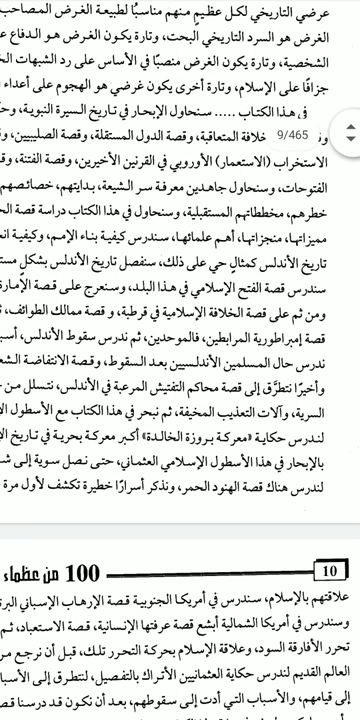 عرضي التاريخي لكل عظيم منهم مناسبًا لطبيعة الغرض المصاحب
الغرض هو السرد التاريخي البحت، وتارة يكون الغرض هو الدفاع
الشخصية، وتارة يكون الغرض منصبًّا في الأساس على رد الشبهات
جزافًا على الإسلام، وتارة أخرى يكون غرضي هو الهجوم على أعداء
في هذا الكتاب ..... سنحاول الإبحار في تاريخ السيرة النبوية،
خلافة المتعاقبة، وقصة الدول المستقلة، وقصة الصليبيين،
9/465
الاستخراب (الاستعمار) الأوروبي في القرنين الأخيرين، وقصة الفتنة،
الفتوحات، وسنحاول جاهدين معرفة سر الشيعة، بدايتهم، خصائصهم
خطرهم، مخططاتهم المستقبلية، وسنحاول في هذا الكتاب دراسة قصة
مميزاتها، منجزاتها، أهم علمائها، سندرس كيفية بناء الإمم، وكيفية
تاريخ الأندلس كمثالٍ حي على ذلك، سنفصل تاريخ الأندلس بشكلٍ
سندرس قصة الفتح الإسلامي في هذا البلد، وسنعرج على قصة
ومن ثم على قصة الخلافة الإسلامية في قرطبة، و قصة ممالك الطوائف،
قصة إمبراطورية المرابطين، فالموحدين، ثم ندرس سقوط الأندلس،
ندرس حال المسلمين الأندلسيين بعد السقوط، وقصة الانتفاضة
وأخيرًا نتطرَّق إلى قصة محاكم التفتيش المرعبة في الأندلس، نتسلل من
السرية، وآلات التعذيب المخيفة، ثم نبحر في هذا الكتاب مع الأسطول
لندرس حكاية «معركة بروزة الخالدة» أكبر معركة بحرية في تاريخ
بالإبحار في هذا الأسطول الإسلامي العثماني، حتى نصل سوية إلى
لندرس هناك قصة الهنود الحمر، ونذكر أسرارًا خطيرة تكشف لأول مرة
10 100 من عظماء
علاقتهم بالإسلام، سندرس في أمريكا الجنوبية قصة الإرهاب الإسباني
وسندرس في أمريكا الشمالية أبشع قصة عرفتها الإنسانية، قصة الاستعباد، ثم
تحرر الأفارقة السود، وعلاقة الإسلام بحركة التحرر تلك، قبل أن نرجع
العالم القديم لندرس حكاية العثمانيين الأتراك بالتفصيل، لنتطرق إلى
إلى قيامهم، والأسباب التي أدت إلى سقوطهم، بعد أن نكون قد درسنا